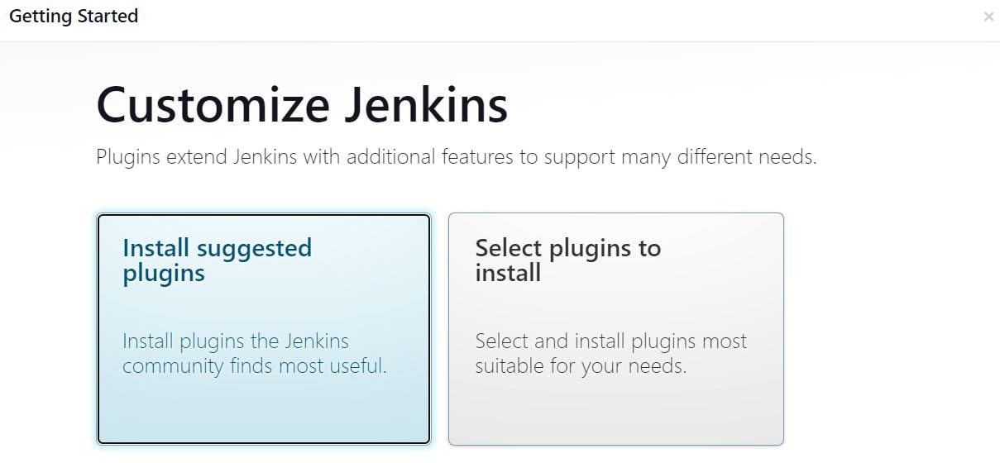 Getting Started
×
Customize Jenkins
Plugins extend Jenkins with additional features to support many different needs.
Install suggested
plugins
Install plugins the Jenkins
community finds most useful.
Select plugins to
install
Select and install plugins most
suitable for your needs.